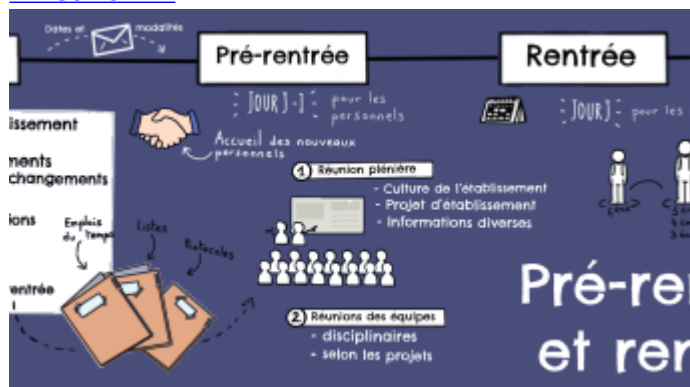 Dates et modalités
Pré-rentrée
Rentrée
JOUR J-1 pour les
personnels
JOUR J pour les
Accueil des nouveaux
personnels
issement
ments
changements
ions
rentrée
1 Réunion plénière
- Culture de l'établissement
- Projet d'établissement
- Informations diverses
Emplois
du temps
Listes
2 Réunions des équipes
- disciplinaires
- selon les projets
Pré-re
et ren